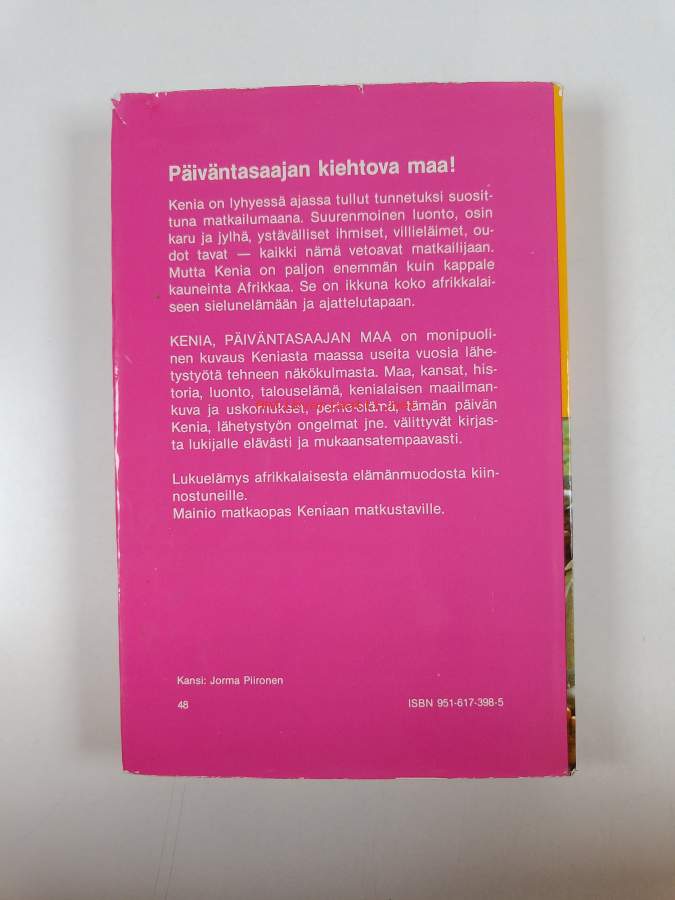 Päiväntasaajan kiehtova maa!
Kenia on lyhyessä ajassa tullut tunnetuksi suosit-
tuna matkailumaana. Suurenmoinen luonto, osin
karu ja jylhä, ystävälliset ihmiset, villieläimet, ou-
dot tavat — kaikki nämä vetoavat matkailijaan.
Mutta Kenia on paljon enemmän kuin kappale
kauneinta Afrikkaa. Se on ikkuna koko afrikkalai-
seen sielunelämään ja ajattelutapaan.
KENIA, PÄIVÄNTASAAJAN MAA on monipuoli-
nen kuvaus Keniasta maassa useita vuosia lähe-
tystyötä tehneen näkökulmasta. Maa, kansat, his-
toria, luonto, talouselämä, kenialaisen maailman-
kuva ja uskomukset, perhe-elämä, tämän päivän
Kenia, lähetystyön ongelmat jne. välittyvät kirjas-
ta lukijalle elävästi ja mukaansatempaavasti.
Lukuelämys afrikkalaisesta elämänmuodosta kiin-
nostuneille.
Mainio matkaopas Keniaan matkustaville.
Kansi: Jorma Piironen
48
ISBN 951-617-398-5